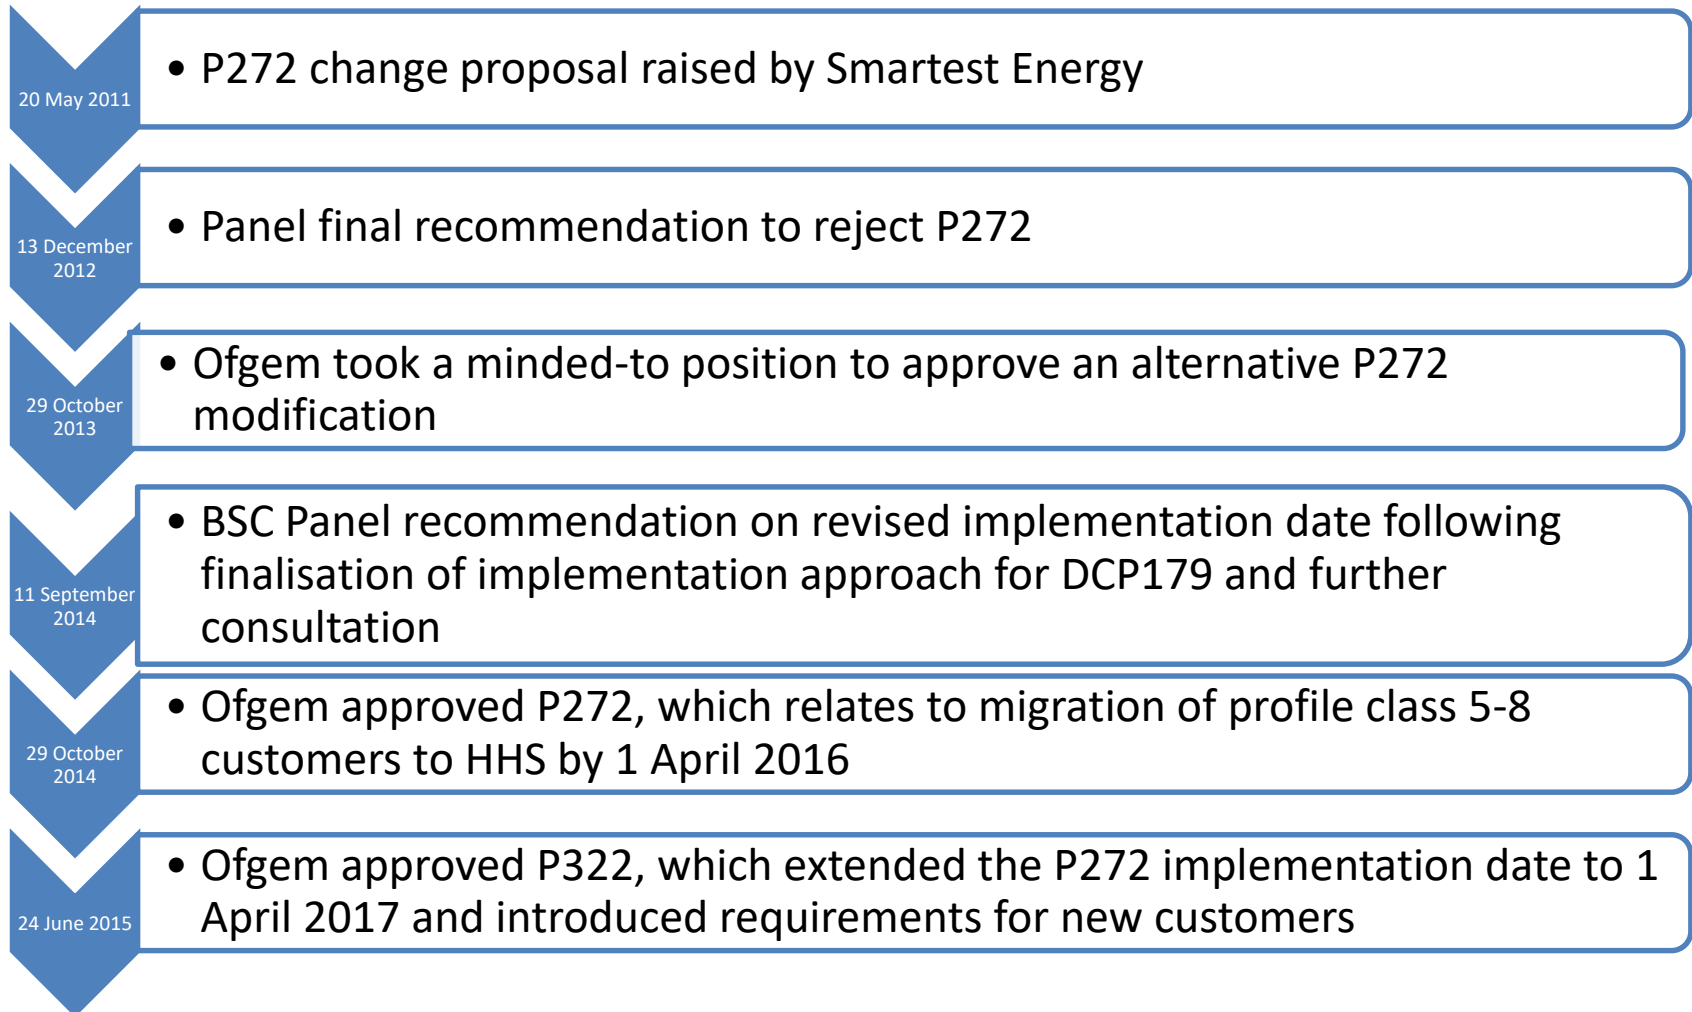 20 May 2011
• P272 change proposal raised by Smartest Energy
13 December
2012
• Panel final recommendation to reject P272
29 October
2013
• Ofgem took a minded-to position to approve an alternative P272
modification
11 September
2014
• BSC Panel recommendation on revised implementation date following
finalisation of implementation approach for DCP179 and further
consultation
29 October
2014
• Ofgem approved P272, which relates to migration of profile class 5-8
customers to HHS by 1 April 2016
24 June 2015
• Ofgem approved P322, which extended the P272 implementation date to 1
April 2017 and introduced requirements for new customers